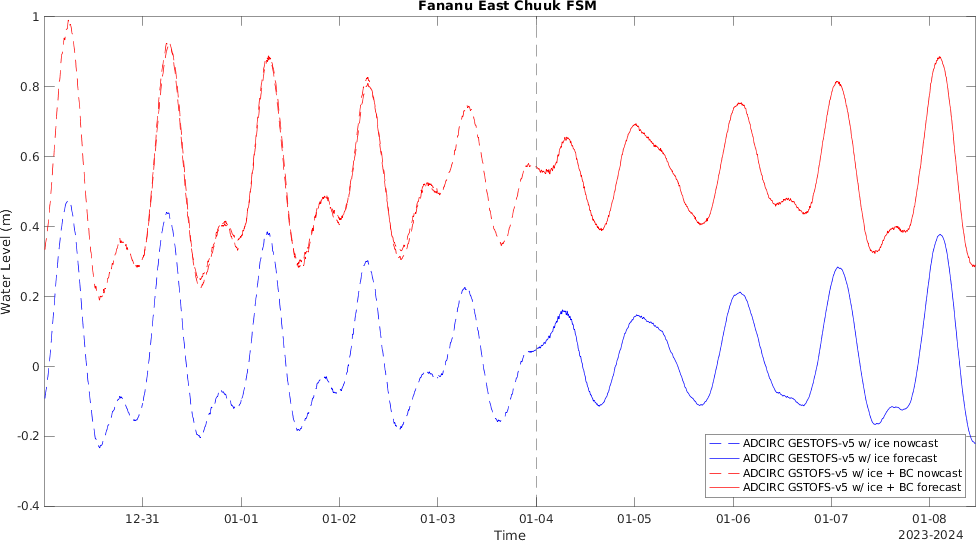 Fananu East Chuuk FSM
1
0.8
0.6
0.4
0.2
0
-0.2
-0.4
Water Level (m)
ADCIRC GESTOFS-v5 w/ ice nowcast
ADCIRC GESTOFS-v5 w/ ice forecast
ADCIRC GSTOFS-v5 w/ ice + BC nowcast
ADCIRC GSTOFS-v5 w/ ice + BC forecast
12-31 01-01 01-02 01-03 01-04 01-05 01-06 01-07 01-08
Time
2023-2024